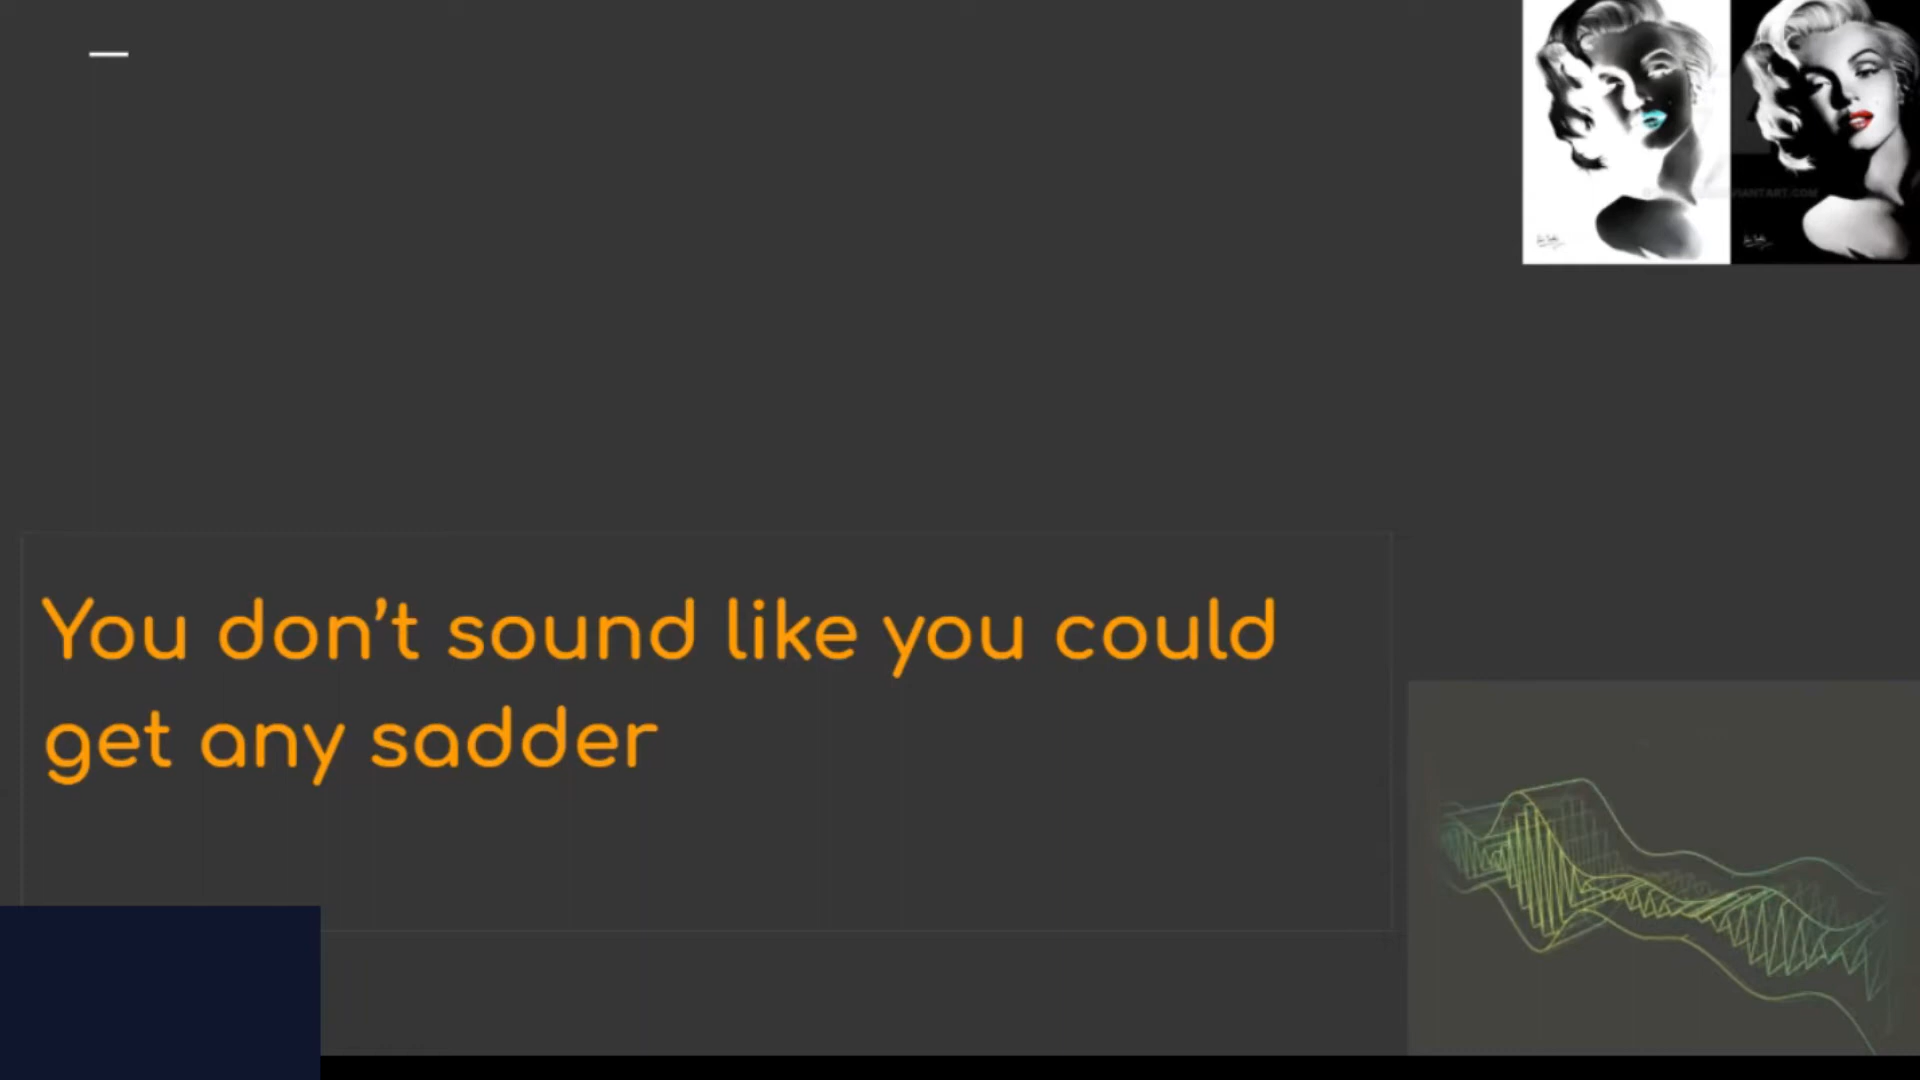 You don’t sound like you could
get any sadder